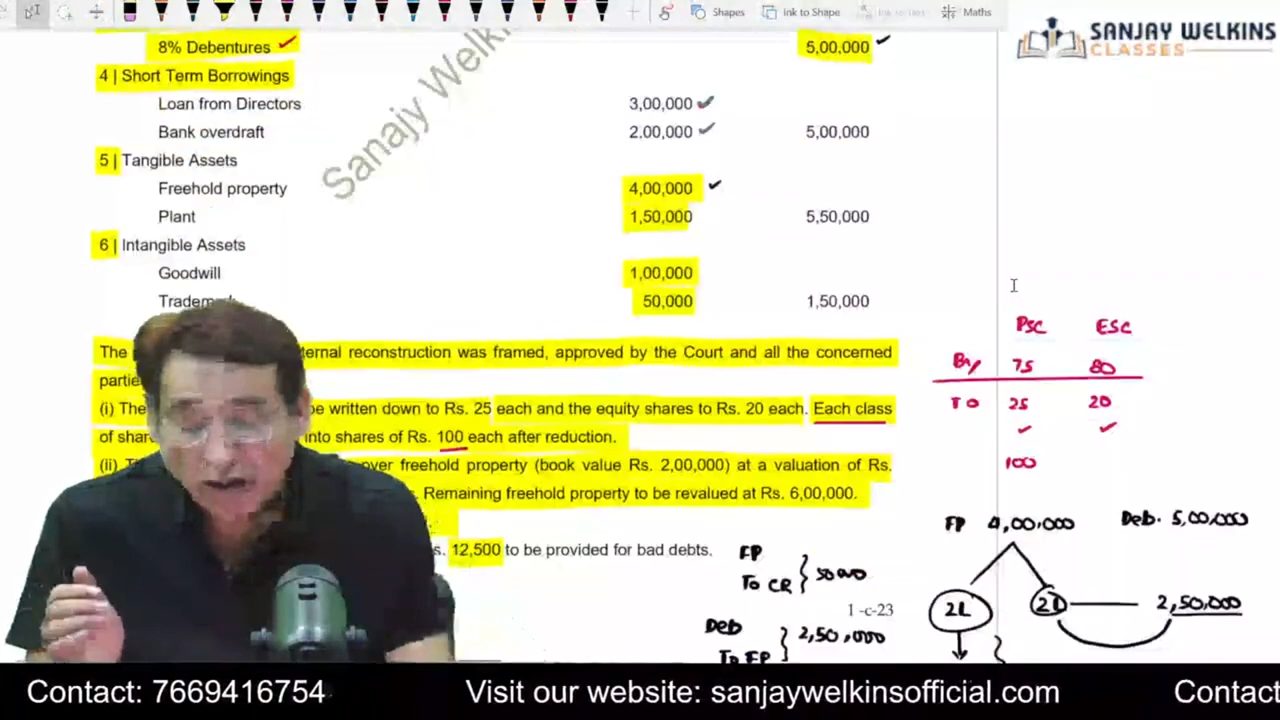 Shapes Ink to Shape Ink to Maths
SANJAY WELKINS
CLASSES
8% Debentures 5,00,000
4 | Short Term Borrowings
Loan from Directors 3,00,000
Bank overdraft 2,00,000 5,00,000
5 | Tangible Assets
Freehold property 4,00,000
Plant 1,50,000 5,50,000
6 | Intangible Assets
Goodwill 1,00,000
Tradem 50,000 1,50,000
Sanajy Welkin
The ternal reconstruction was framed, approved by the Court and all the concerned
partie
(i) The be written down to Rs. 25 each and the equity shares to Rs. 20 each. Each class
of shar into shares of Rs. 100 each after reduction.
(ii) T over freehold property (book value Rs. 2,00,000) at a valuation of Rs.
Remaining freehold property to be revalued at Rs. 6,00,000.
s. 12,500 to be provided for bad debts.
1 -c-23
PSC ESC
By 75 80
TO 25 20
100
FP 4,00,000 Deb. 5,00,000
2L 2L 2,50,000
FP
To CR } 50000
Deb
To FP } 2,50,000
Contact: 7669416754 Visit our website: sanjaywelkinsofficial.com Contact